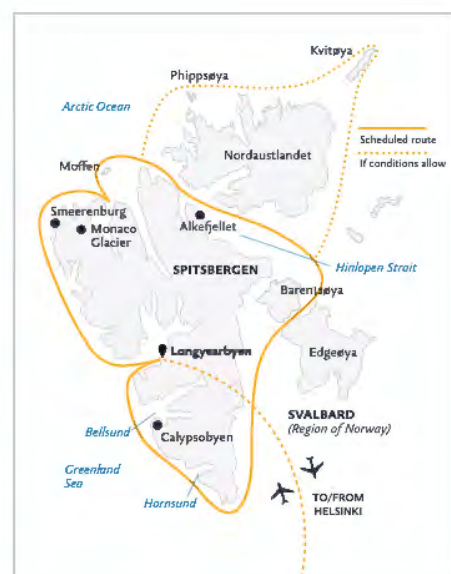 Kvitøya
Phippsøya
Arctic Ocean
Scheduled route
If conditions allow
Nordaustlandet
Moffen
Smeerenburg
Monaco
Glacier
Alkefjellet
SPITSBERGEN
Hinlopen Strait
Barentsøya
Longyearbyen
Edgeøya
SVALBARD
(Region of Norway)
Bellsund
Calypsobyen
Greenland
Sea
Hornsund
TO/FROM
HELSINKI